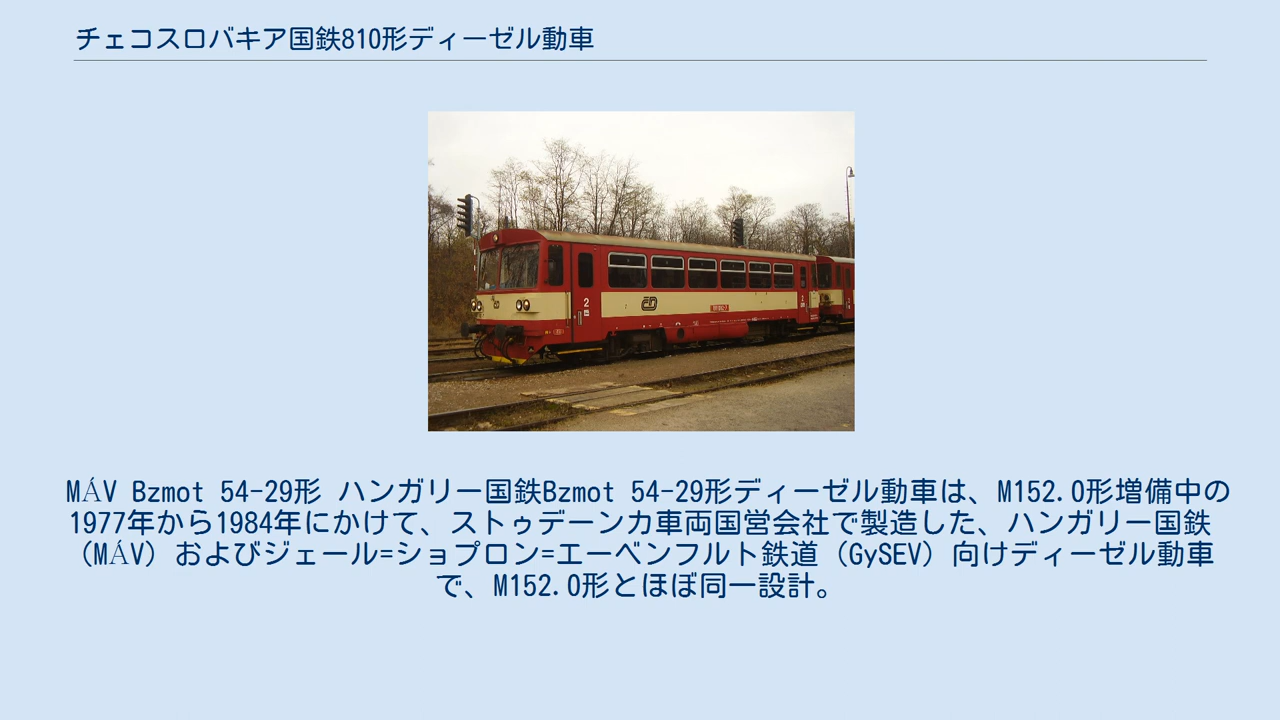 チェコスロバキア国鉄810形ディーゼル動車
2
ČD
2
MÁV Bzmot 54-29形 ハンガリー国鉄Bzmot 54-29形ディーゼル動車は、M152.0形増備中の
1977年から1984年にかけて、ストゥデーンカ車両国営会社で製造した、ハンガリー国鉄
（MÁV）およびジェール=ショプロン=エーベンフルト鉄道（GySEV）向けディーゼル動車
で、M152.0形とほぼ同一設計。